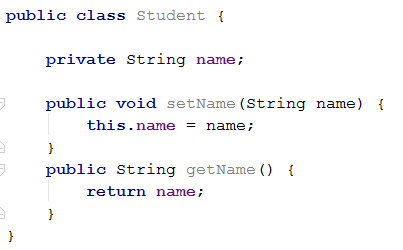 public class Student {
private String name;
public void setName(String name) {
this.name = name;
}
public String getName() {
return name;
}
}